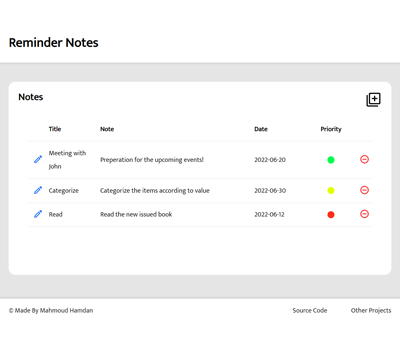 Reminder Notes
Notes
Title Note Date Priority
Meeting with
John
Preperation for the upcoming events! 2022-06-20
Categorize Categorize the items according to value 2022-06-30
Read Read the new issued book 2022-06-12
© Made By Mahmoud Hamdan Source Code Other Projects